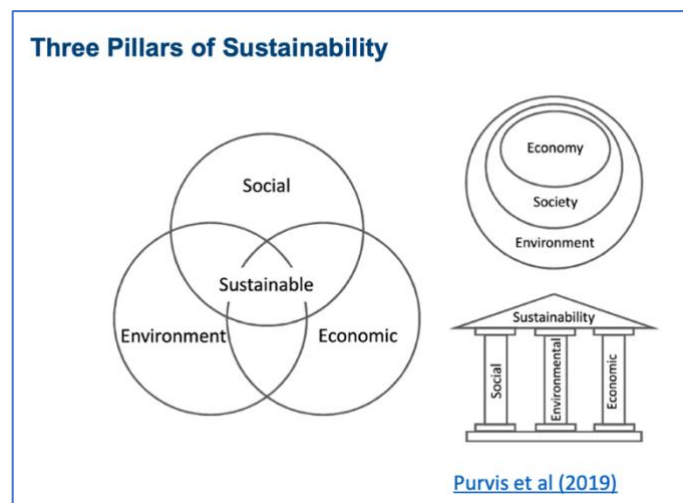 Three Pillars of Sustainability
Social
Sustainable
Environment
Economic
Economy
Society
Environment
Sustainability
Social
Environmental
Economic
Purvis et al (2019)